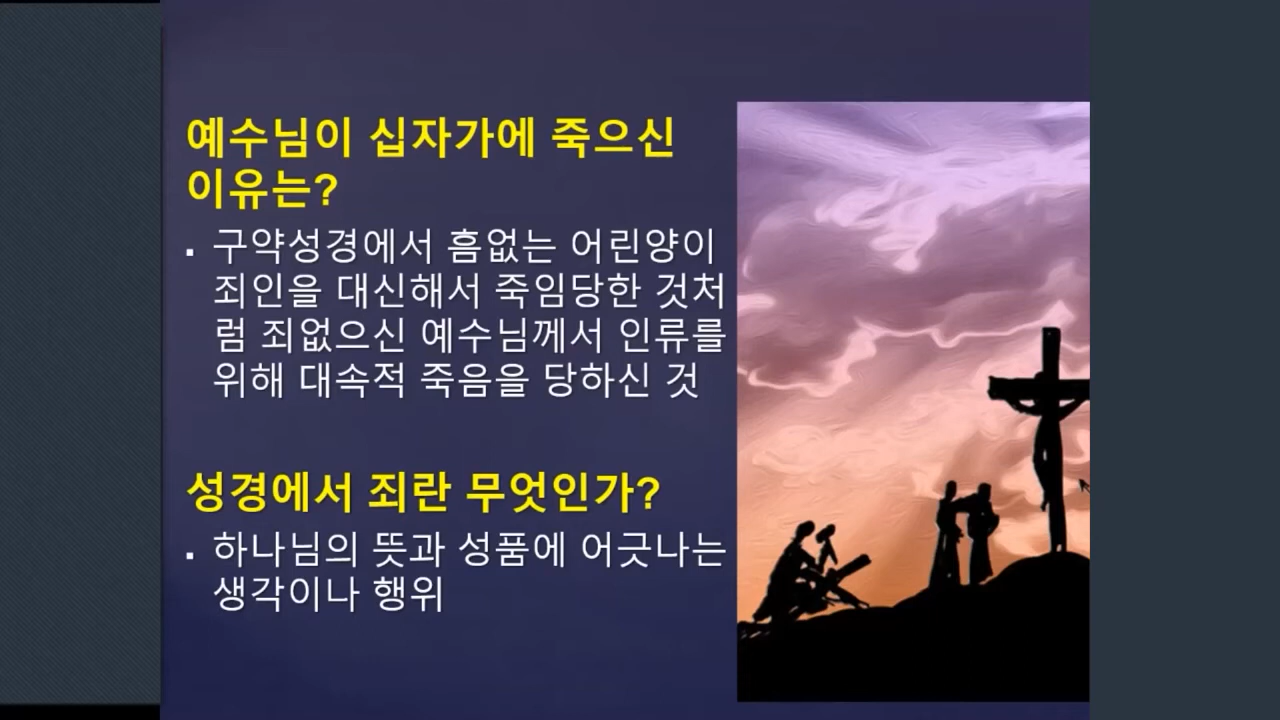 예수님이 십자가에 죽으신
이유는?
▪ 구약성경에서 흠없는 어린양이
죄인을 대신해서 죽임당한 것처
럼 죄없으신 예수님께서 인류를
위해 대속적 죽음을 당하신 것
성경에서 죄란 무엇인가?
▪ 하나님의 뜻과 성품에 어긋나는
생각이나 행위